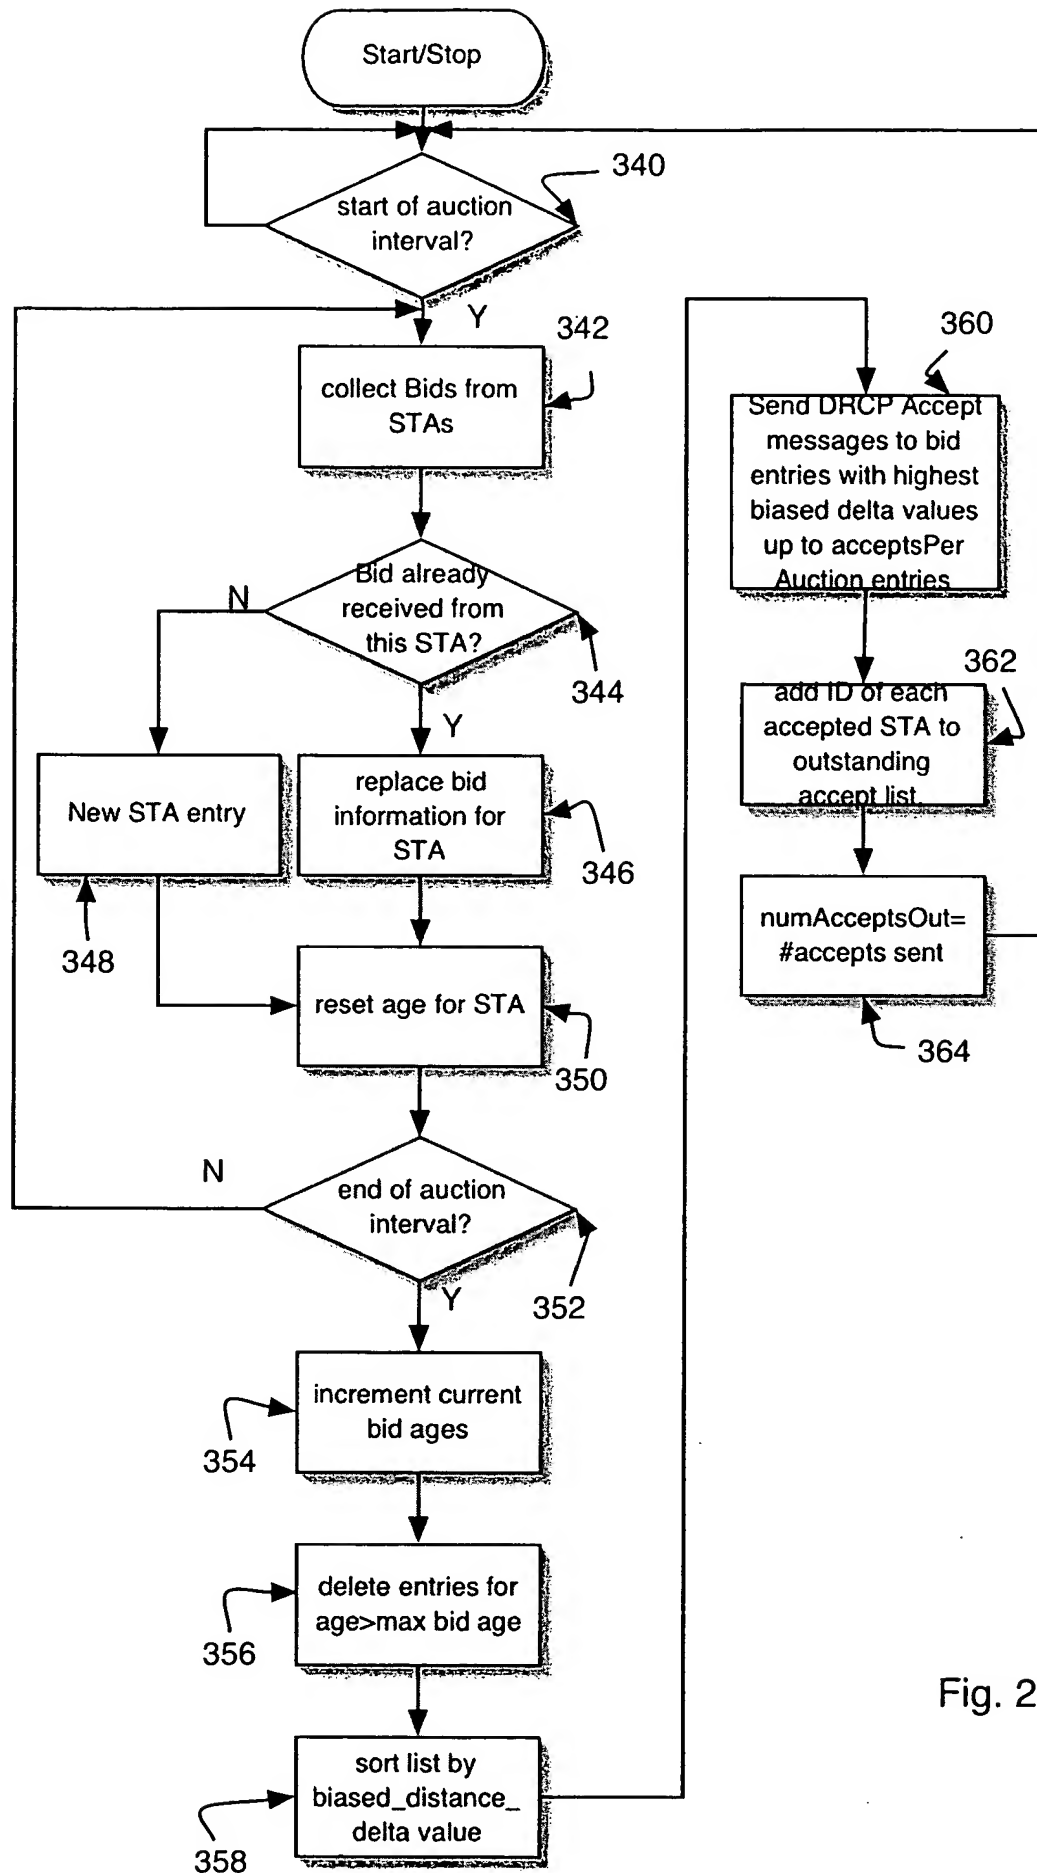 Start/Stop
340
start of auction
interval?
Y
342
collect Bids from
STAs
N
Bid already
received from
this STA?
344
Y
New STA entry
348
replace bid
information for
STA
346
reset age for STA
350
N
end of auction
interval?
352
Y
increment current
bid ages
354
delete entries for
age>max bid age
356
sort list by
biased_distance_
delta value
358
360
Send DRCP Accept
messages to bid
entries with highest
biased delta values
up to acceptsPer
Auction entries
362
add ID of each
accepted STA to
outstanding
accept list.
numAcceptsOut=
#accepts sent
364
Fig. 2